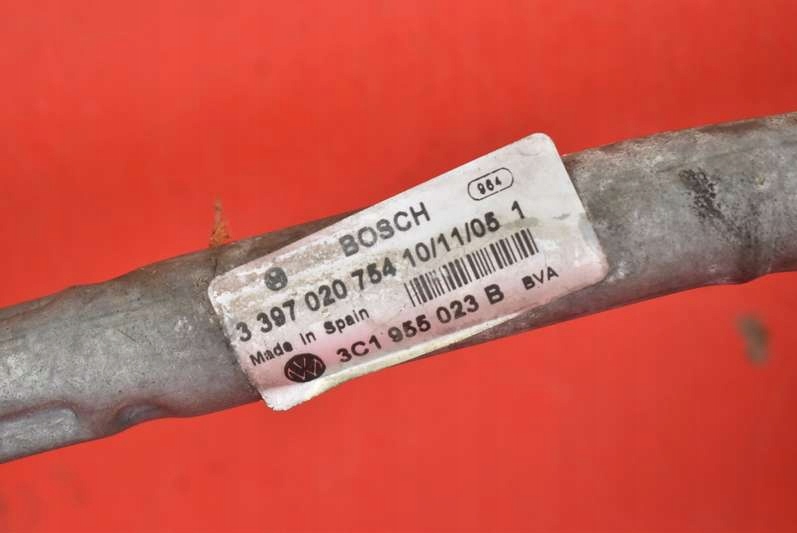 BOSCH 964
3 397 020 754 10/11/05 1
Made in Spain
3C1 955 023 B BVA